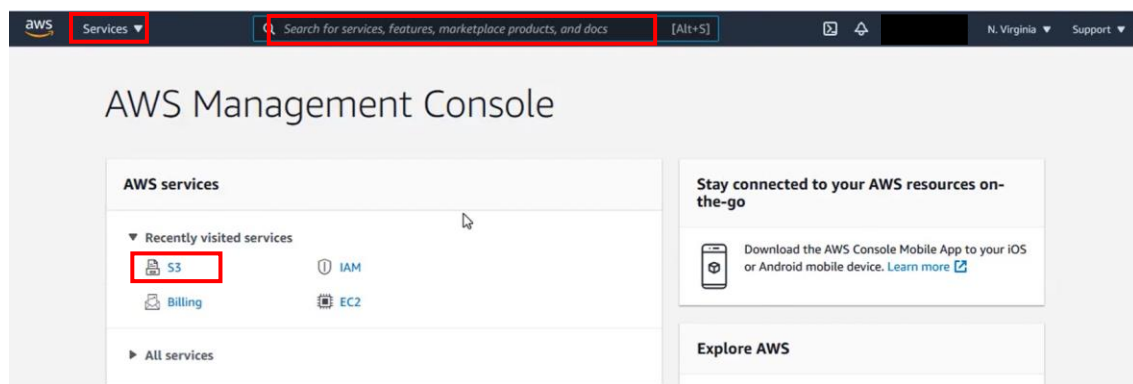 aws Services ▼ Search for services, features, marketplace products, and docs [Alt+S] N. Virginia ▼ Support ▼
AWS Management Console
AWS services
▼ Recently visited services
S3
IAM
Billing
EC2
▶ All services
Stay connected to your AWS resources on-
the-go
Download the AWS Console Mobile App to your iOS
or Android mobile device. Learn more
Explore AWS